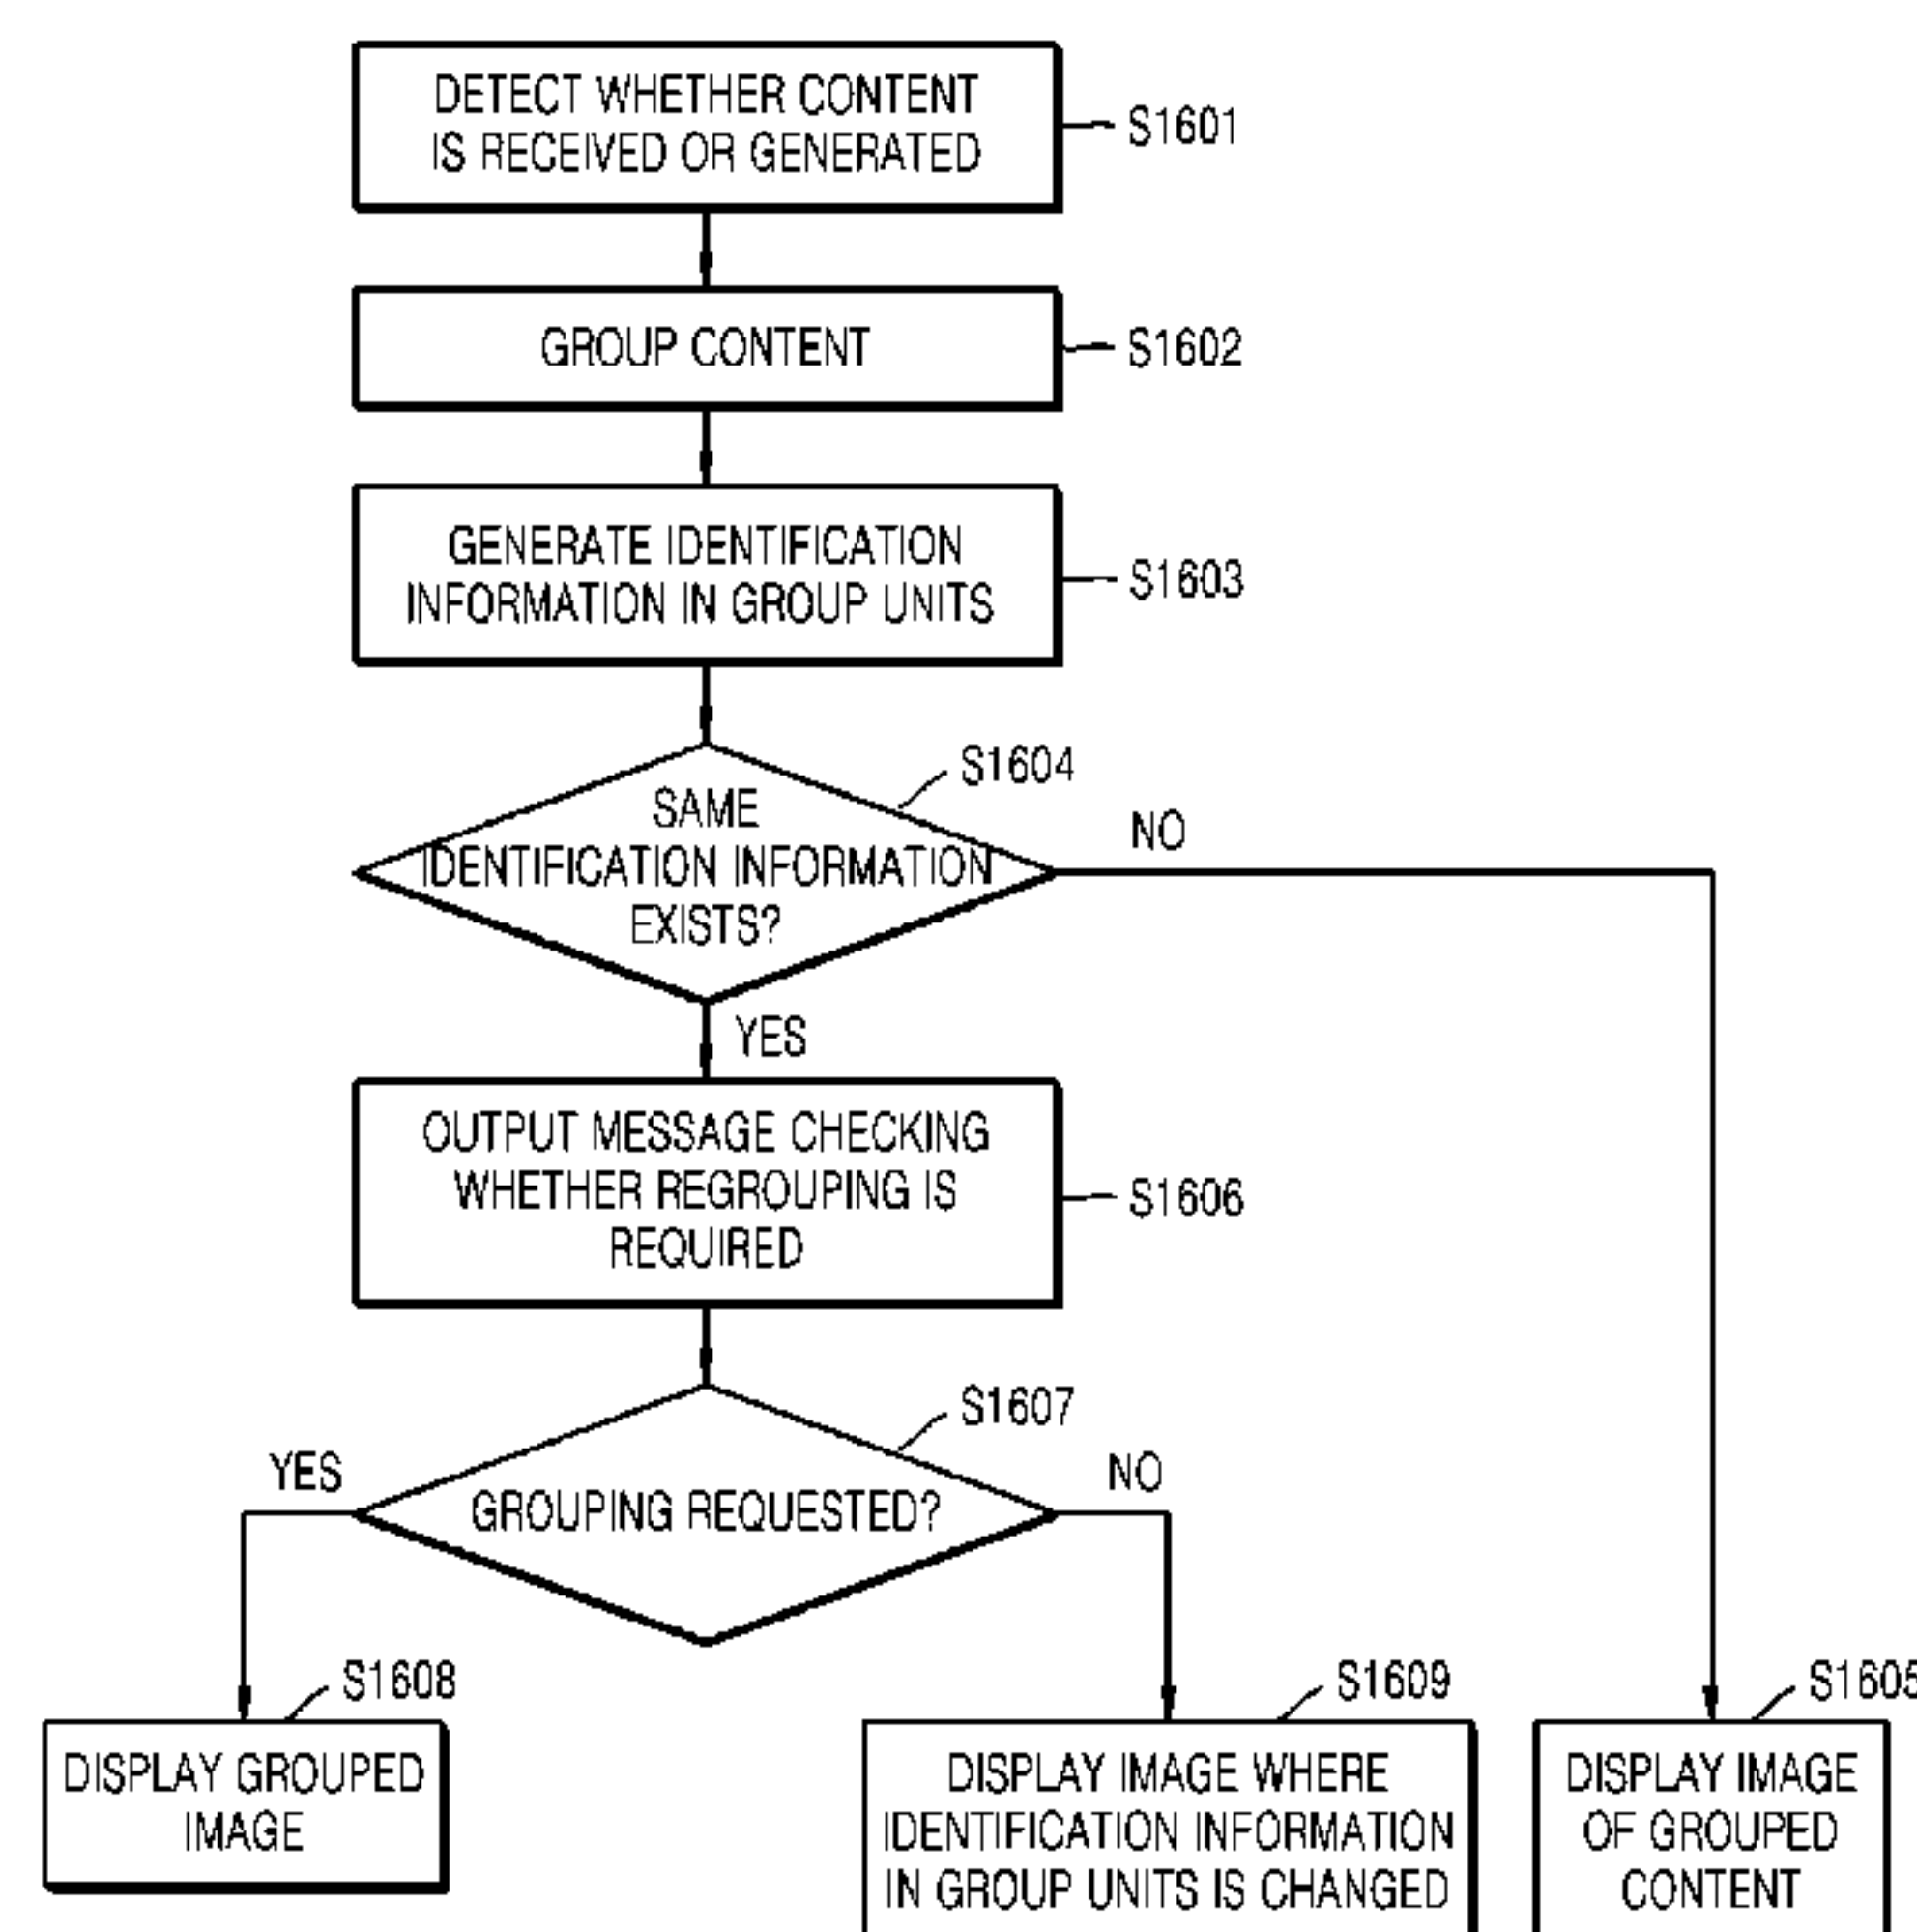 DETECT WHETHER CONTENT
IS RECEIVED OR GENERATED
S1601
GROUP CONTENT
S1602
GENERATE IDENTIFICATION
INFORMATION IN GROUP UNITS
S1603
S1604
SAME
IDENTIFICATION INFORMATION
EXISTS?
NO
YES
OUTPUT MESSAGE CHECKING
WHETHER REGROUPING IS
REQUIRED
S1606
S1607
YES
GROUPING REQUESTED?
NO
S1608
DISPLAY GROUPED
IMAGE
S1609
DISPLAY IMAGE WHERE
IDENTIFICATION INFORMATION
IN GROUP UNITS IS CHANGED
S1605
DISPLAY IMAGE
OF GROUPED
CONTENT